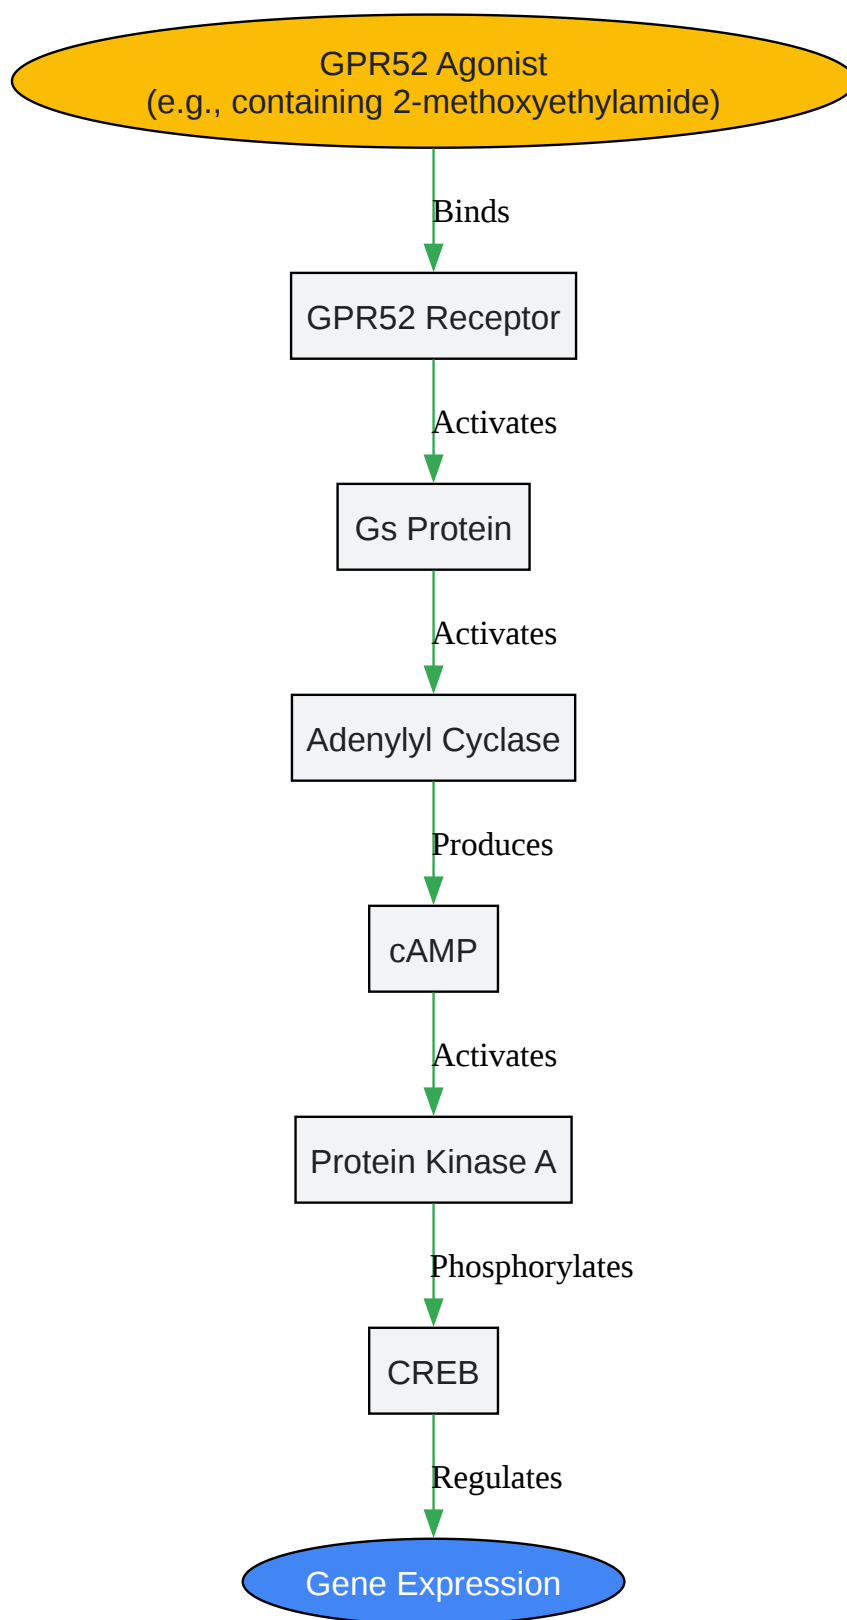 GPR52 Agonist
(e.g., containing 2-methoxyethylamide)
Binds
GPR52 Receptor
Activates
Gs Protein
Activates
Adenylyl Cyclase
Produces
cAMP
Activates
Protein Kinase A
Phosphorylates
CREB
Regulates
Gene Expression